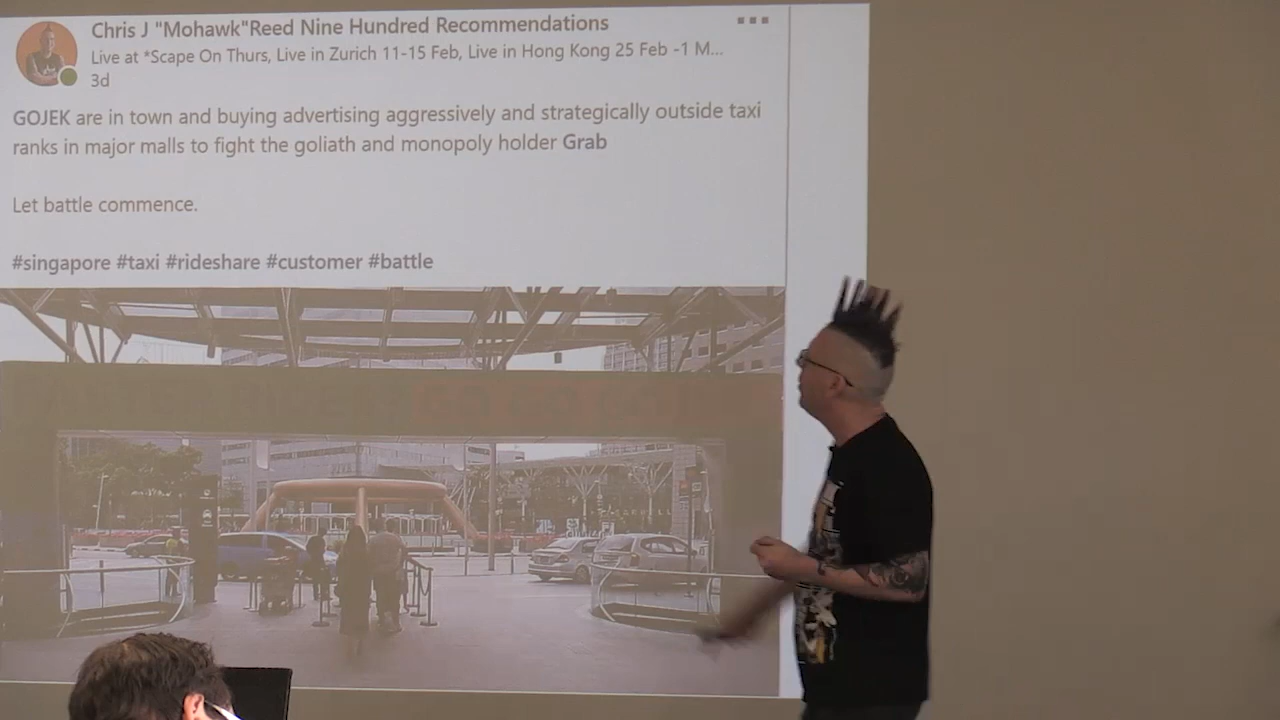 Chris J "Mohawk"Reed Nine Hundred Recommendations
Live at *Scape On Thurs, Live in Zurich 11-15 Feb, Live in Hong Kong 25 Feb -1 M...
3d
GOJEK are in town and buying advertising aggressively and strategically outside taxi
ranks in major malls to fight the goliath and monopoly holder Grab
Let battle commence.
#singapore #taxi #rideshare #customer #battle